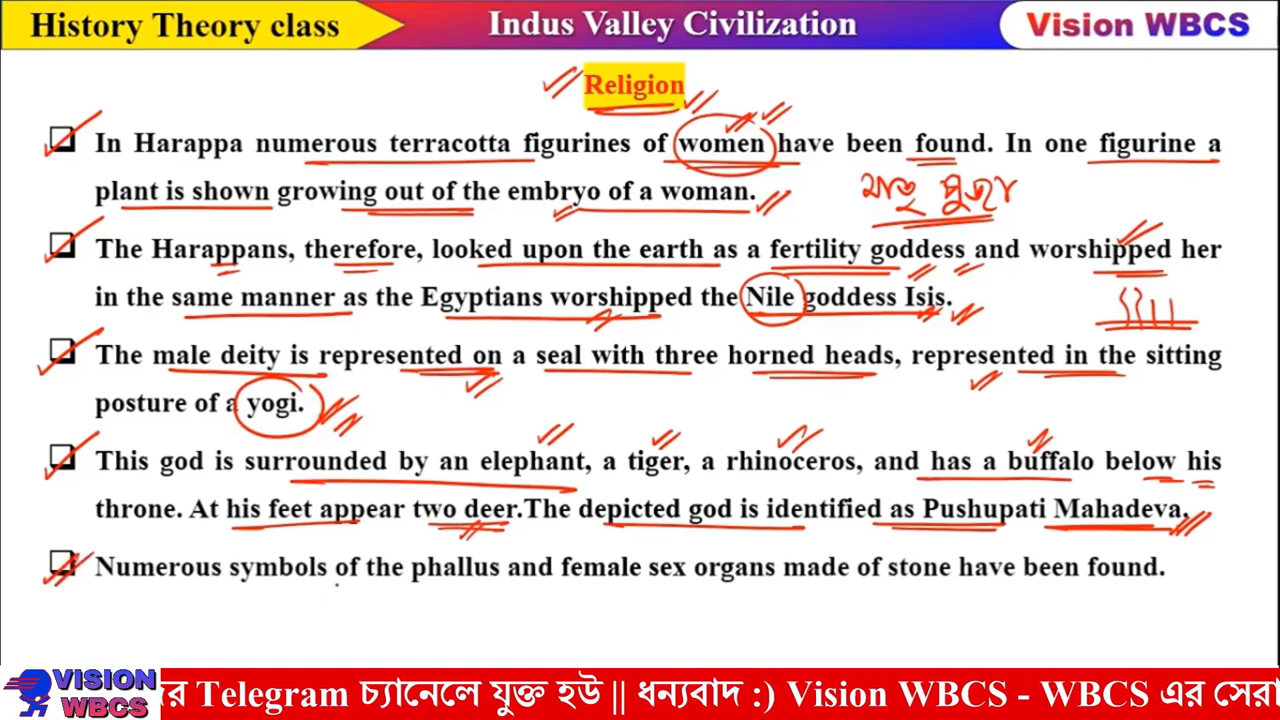 History Theory class
Indus Valley Civilization
Vision WBCS
Religion
In Harappa numerous terracotta figurines of women have been found. In one figurine a
plant is shown growing out of the embryo of a woman.
মাতৃ পুজা
The Harappans, therefore, looked upon the earth as a fertility goddess and worshipped her
in the same manner as the Egyptians worshipped the Nile goddess Isis.
The male deity is represented on a seal with three horned heads, represented in the sitting
posture of a yogi.
This god is surrounded by an elephant, a tiger, a rhinoceros, and has a buffalo below his
throne. At his feet appear two deer.The depicted god is identified as Pushupati Mahadeva.
Numerous symbols of the phallus and female sex organs made of stone have been found.
VISION
WBCS
Telegram চ্যানেলে যুক্ত হউ || ধন্যবাদ :) Vision WBCS - WBCS এর সেরা